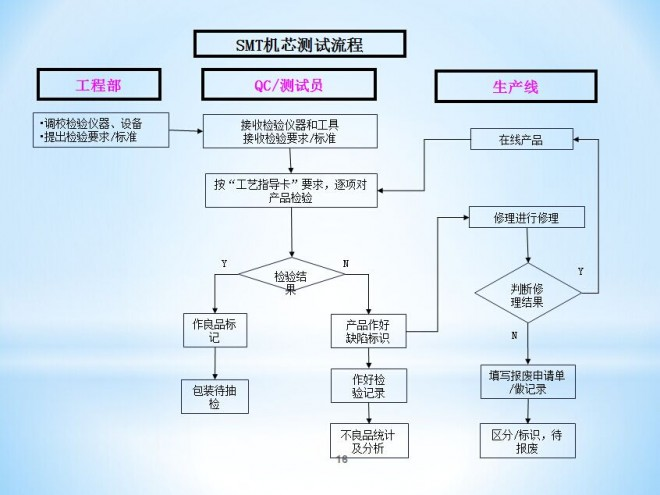 SMT机芯测试流程
工程部
QC/测试员
生产线
•调校检验仪器、设备
•提出检验要求/标准
接收检验仪器和工具
接收检验要求/标准
在线产品
按“工艺指导卡”要求，逐项对
产品检验
修理进行修理
Y
N
检验结
果
Y
判断修
理结果
作良品标
记
产品作好
缺陷标识
N
包装待抽
检
作好检
验记录
填写报废申请单
/做记录
不良品统计
及分析
区分/标识，待
报废
16